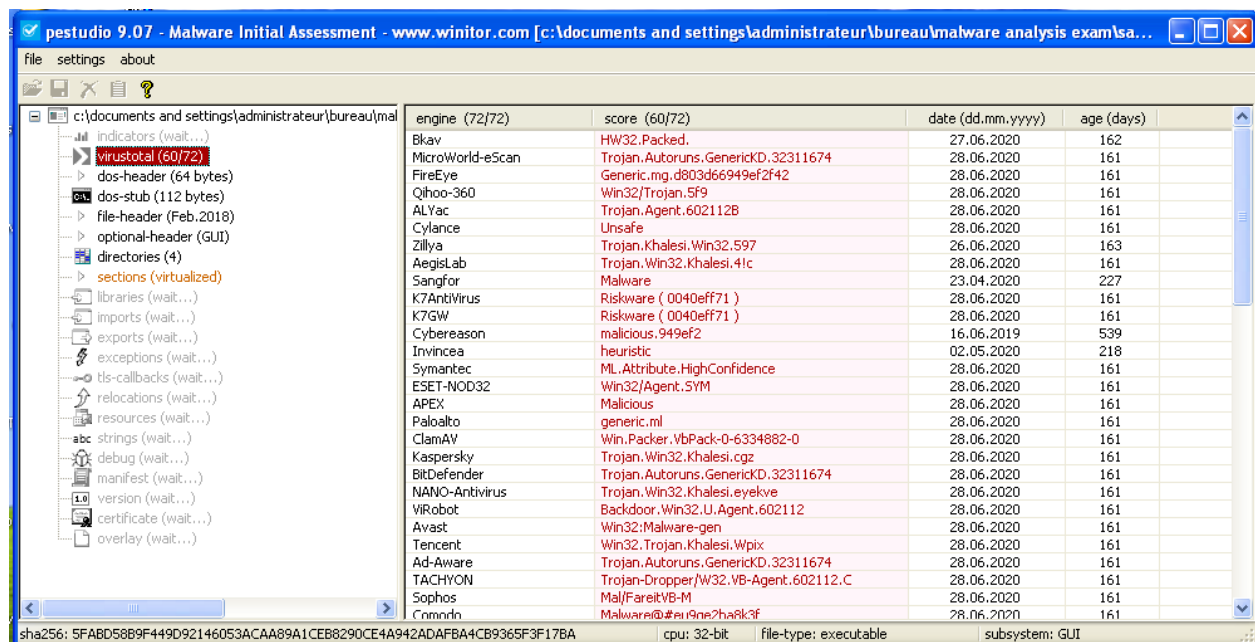 pestudio 9.07 - Malware Initial Assessment - www.winitor.com [c:\documents and settings\administrateur\bureau\malware analysis exam\sa...
file settings about
c:\documents and settings\administrateur\bureau\mal
indicators (wait...)
virustotal (60/72)
dos-header (64 bytes)
dos-stub (112 bytes)
file-header (Feb.2018)
optional-header (GUI)
directories (4)
sections (virtualized)
libraries (wait...)
imports (wait...)
exports (wait...)
exceptions (wait...)
tls-callbacks (wait...)
relocations (wait...)
resources (wait...)
abc strings (wait...)
debug (wait...)
manifest (wait...)
1.0 version (wait...)
certificate (wait...)
overlay (wait...)
engine (72/72) score (60/72) date (dd.mm.yyyy) age (days)
Bkav HW32.Packed. 27.06.2020 162
MicroWorld-eScan Trojan.Autoruns.GenericKD.32311674 28.06.2020 161
FireEye Generic.mg.d803d66949ef2f42 28.06.2020 161
Qihoo-360 Win32/Trojan.5f9 28.06.2020 161
ALYac Trojan.Agent.602112B 28.06.2020 161
Cylance Unsafe 28.06.2020 161
Zillya Trojan.Khalesi.Win32.597 26.06.2020 163
AegisLab Trojan.Win32.Khalesi.4!c 28.06.2020 161
Sangfor Malware 23.04.2020 227
K7AntiVirus Riskware ( 0040eff71 ) 28.06.2020 161
K7GW Riskware ( 0040eff71 ) 28.06.2020 161
Cybereason malicious.949ef2 16.06.2019 539
Invincea heuristic 02.05.2020 218
Symantec ML.Attribute.HighConfidence 28.06.2020 161
ESET-NOD32 Win32/Agent.SYM 28.06.2020 161
APEX Malicious 28.06.2020 161
Paloalto generic.ml 28.06.2020 161
ClamAV Win.Packer.VbPack-0-6334882-0 28.06.2020 161
Kaspersky Trojan.Win32.Khalesi.cgz 28.06.2020 161
BitDefender Trojan.Autoruns.GenericKD.32311674 28.06.2020 161
NANO-Antivirus Trojan.Win32.Khalesi.eyekve 28.06.2020 161
ViRobot Backdoor.Win32.U.Agent.602112 28.06.2020 161
Avast Win32:Malware-gen 28.06.2020 161
Tencent Win32.Trojan.Khalesi.Wpix 28.06.2020 161
Ad-Aware Trojan.Autoruns.GenericKD.32311674 28.06.2020 161
TACHYON Trojan-Dropper/W32.VB-Agent.602112.C 28.06.2020 161
Sophos Mal/FareitVB-M 28.06.2020 161
Comodo Malware@#eu9qe2ha8k3f 28.06.2020 161
sha256: 5FABD58B9F449D92146053ACAA89A1CEB8290CE4A942ADAFBA4CB9365F3F17BA cpu: 32-bit file-type: executable subsystem: GUI